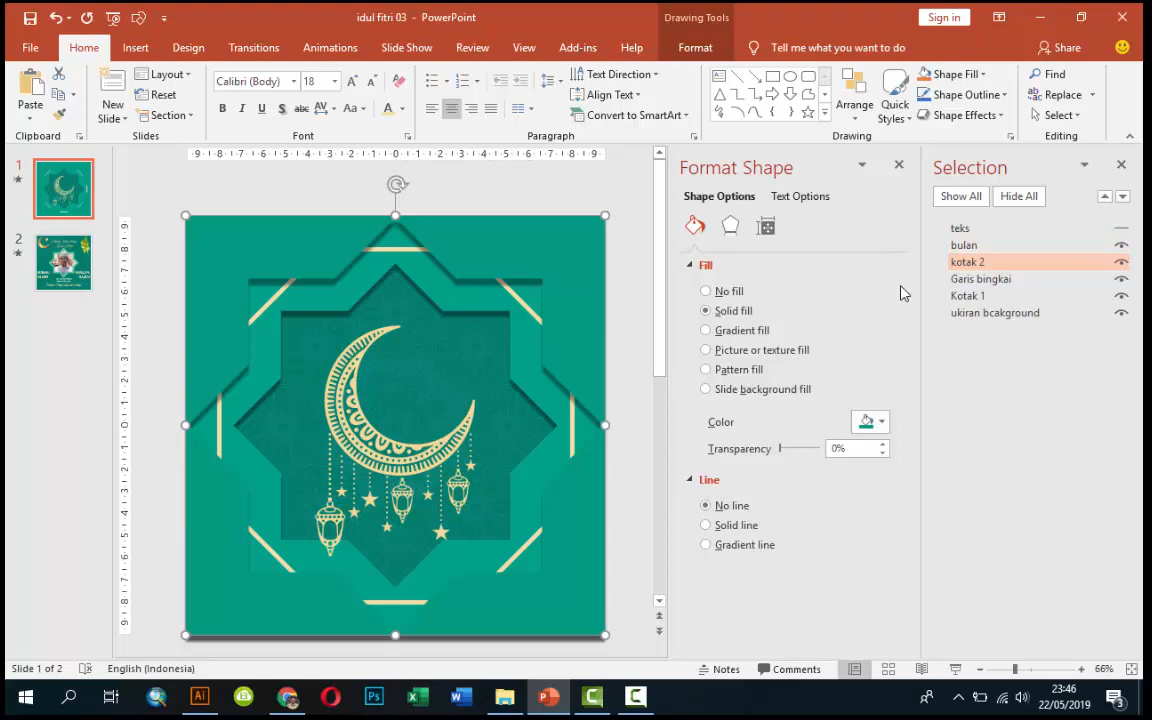 idul fitri 03 - PowerPoint
Drawing Tools
Sign in
File
Home
Insert
Design
Transitions
Animations
Slide Show
Review
View
Add-ins
Help
Format
Tell me what you want to do
Share
Paste
Clipboard
New
Slide
Layout
Reset
Section
Slides
Calibri (Body)
18
Font
Text Direction
Align Text
Convert to SmartArt
Paragraph
Arrange
Quick
Styles
Shape Fill
Shape Outline
Shape Effects
Drawing
Find
Replace
Select
Editing
1
2
Format Shape
Shape Options
Text Options
Fill
No fill
Solid fill
Gradient fill
Picture or texture fill
Pattern fill
Slide background fill
Color
Transparency
0%
Line
No line
Solid line
Gradient line
Selection
Show All
Hide All
teks
bulan
kotak 2
Garis bingkai
Kotak 1
ukiran bcakground
Slide 1 of 2
English (Indonesia)
Notes
Comments
66%
23:46
22/05/2019